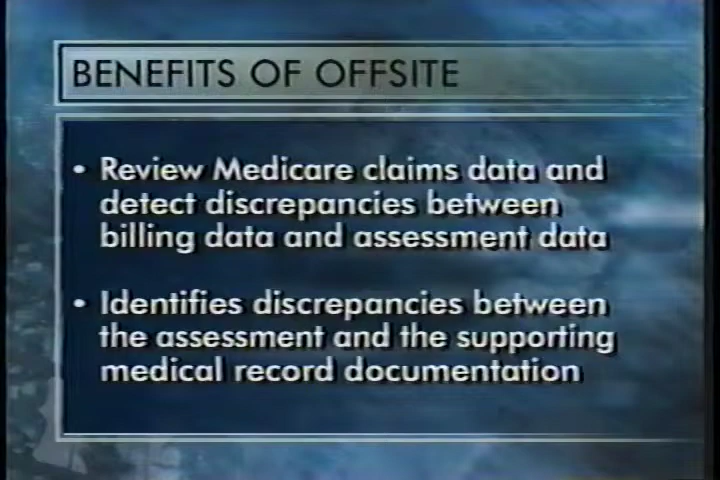 BENEFITS OF OFFSITE
• Review Medicare claims data and
detect discrepancies between
billing data and assessment data
• Identifies discrepancies between
the assessment and the supporting
medical record documentation